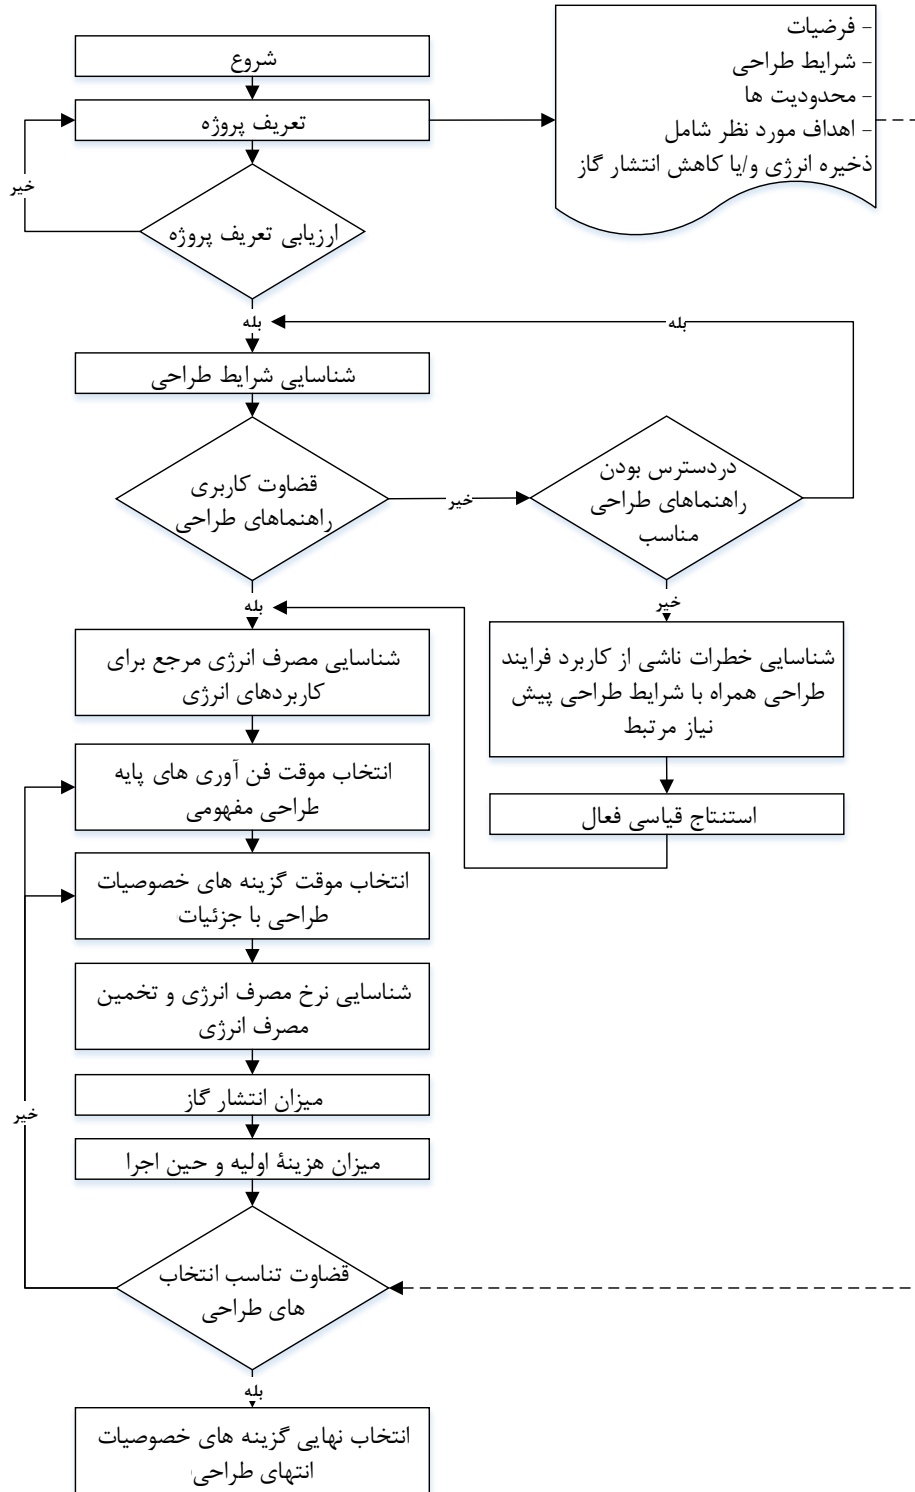 شروع
تعریف پروژه
- فرضیات
- شرایط طراحی
- محدودیت ها
- اهداف مورد نظر شامل
ذخیره انرژی و/یا کاهش انتشار گاز
خیر
ارزیابی تعریف پروژه
بله
بله
شناسایی شرایط طراحی
قضاوت کاربری
راهنماهای طراحی
خیر
دردسترس بودن
راهنماهای طراحی
مناسب
بله
خیر
شناسایی مصرف انرژی مرجع برای
کاربردهای انرژی
شناسایی خطرات ناشی از کاربرد فرایند
طراحی همراه با شرایط طراحی پیش
نیاز مرتبط
انتخاب موقت فن آوری های پایه
طراحی مفهومی
استنتاج قیاسی فعال
انتخاب موقت گزینه های خصوصیات
طراحی با جزئیات
شناسایی نرخ مصرف انرژی و تخمین
مصرف انرژی
میزان انتشار گاز
خیر
میزان هزینۀ اولیه و حین اجرا
قضاوت تناسب انتخاب
های طراحی
بله
انتخاب نهایی گزینه های خصوصیات
انتهای طراحی